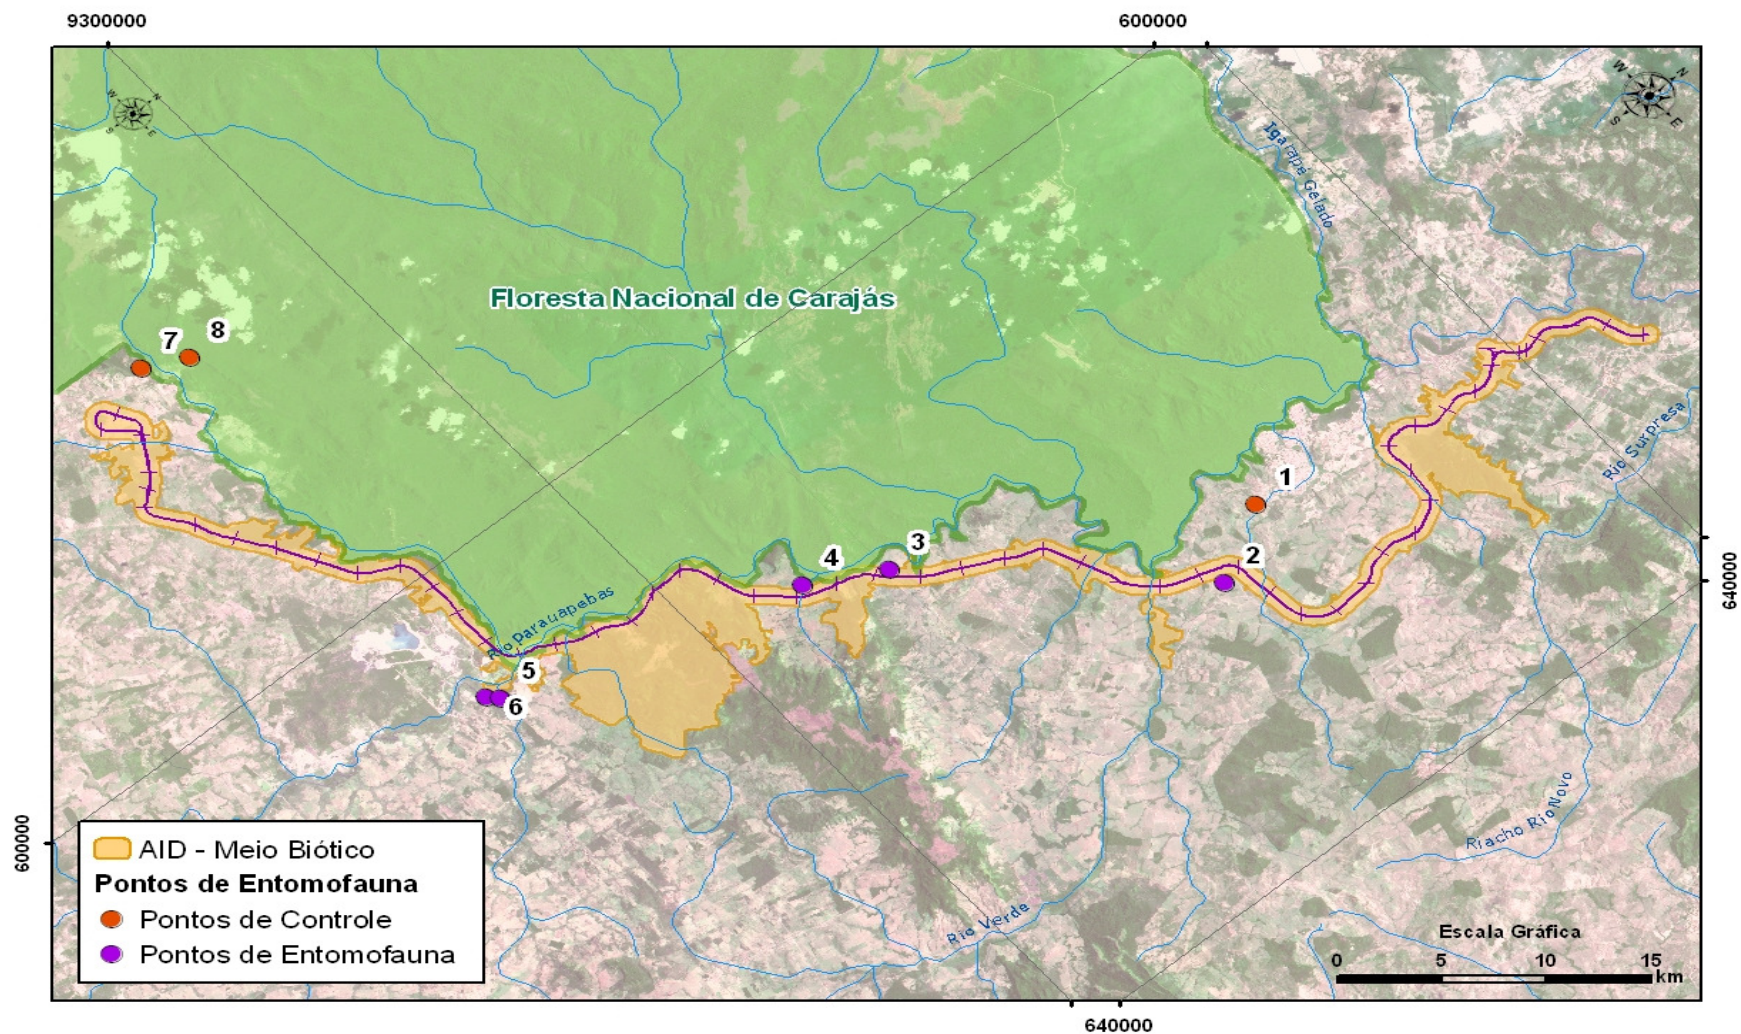 9300000
600000
W
N
S
E
W
N
S
E
Igarapé Gelado
Floresta Nacional de Carajás
7
8
Rio Surpresa
1
3
2
4
640000
Rio Parauapebas
5
6
Riacho Rio Novo
600000
AID - Meio Biótico
Pontos de Entomofauna
Pontos de Controle
Pontos de Entomofauna
Rio Verde
Escala Gráfica
0 5 10 15
km
640000